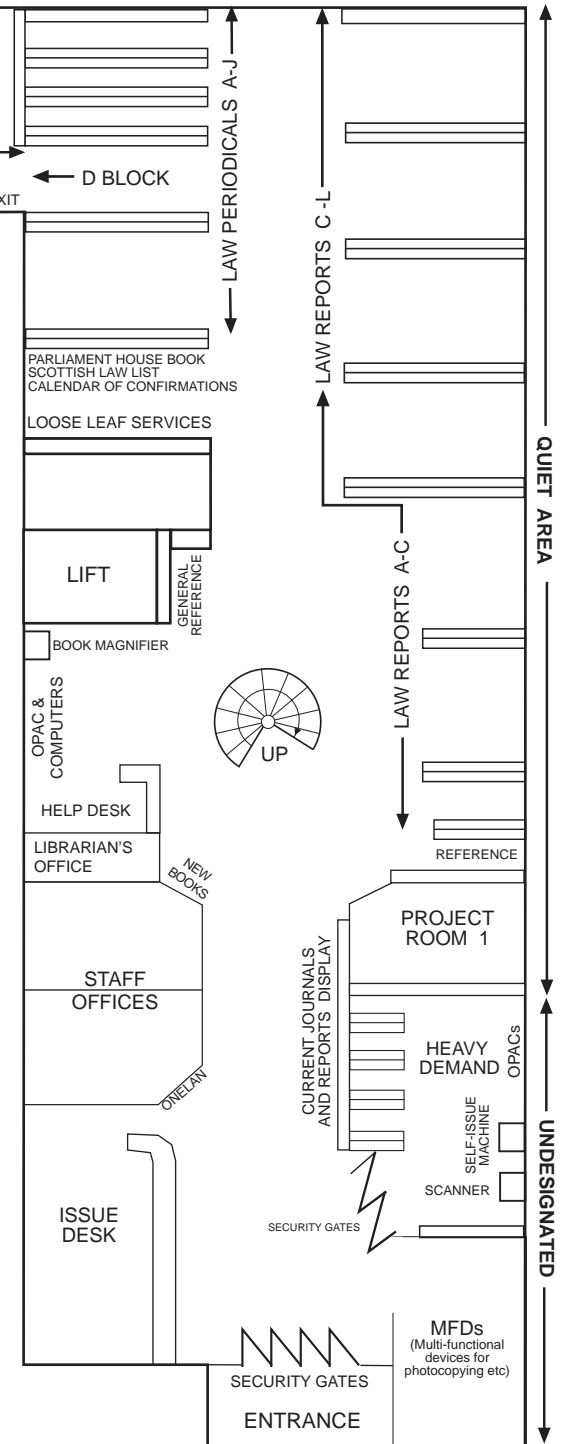 LAW PERIODICALS A-J
LAW REPORTS C -L
D BLOCK
XIT
PARLIAMENT HOUSE BOOK
SCOTTISH LAW LIST
CALENDAR OF CONFIRMATIONS
LOOSE LEAF SERVICES
QUIET AREA
LIFT
GENERAL
REFERENCE
LAW REPORTS A-C
BOOK MAGNIFIER
OPAC &
COMPUTERS
UP
HELP DESK
LIBRARIAN'S
OFFICE
NEW
BOOKS
REFERENCE
PROJECT
ROOM 1
STAFF
OFFICES
CURRENT JOURNALS
AND REPORTS DISPLAY
HEAVY
DEMAND
OPACs
ONELAN
SELF-ISSUE
MACHINE
SCANNER
UNDESIGNATED
ISSUE
DESK
SECURITY GATES
MFDs
(Multi-functional
devices for
photocopying etc)
SECURITY GATES
ENTRANCE